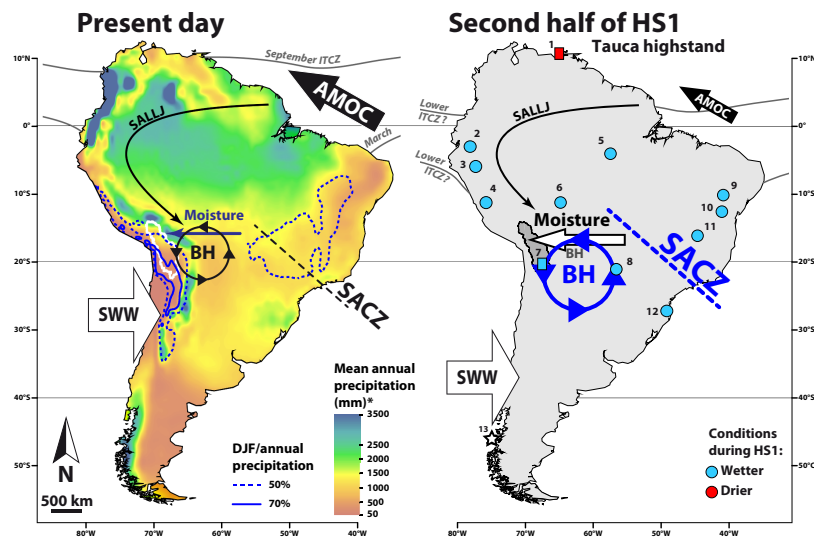 Present day
September ITCZ
10°N
AMOC
SALLJ
0°
March
10°S
Moisture
BH
20°S
SACZ
SWW
30°S
Mean annual
precipitation
(mm)*
3500
2500
2000
1500
1000
500
50
40°S
DJF/annual
precipitation
50%
70%
N
50°S
500 km
80°W
70°W
60°W
50°W
40°W
Second half of HS1
1
Tauca highstand
10°N
AMOC
Lower
ITCZ?
SALLJ
0°
2
5
3
Lower
ITCZ?
4
6
9
10°S
10
Moisture
11
7
BH
BH
8
SACZ
20°S
12
30°S
SWW
40°S
13
Conditions
during HS1:
Wetter
Drier
50°S
80°W
70°W
60°W
50°W
40°W